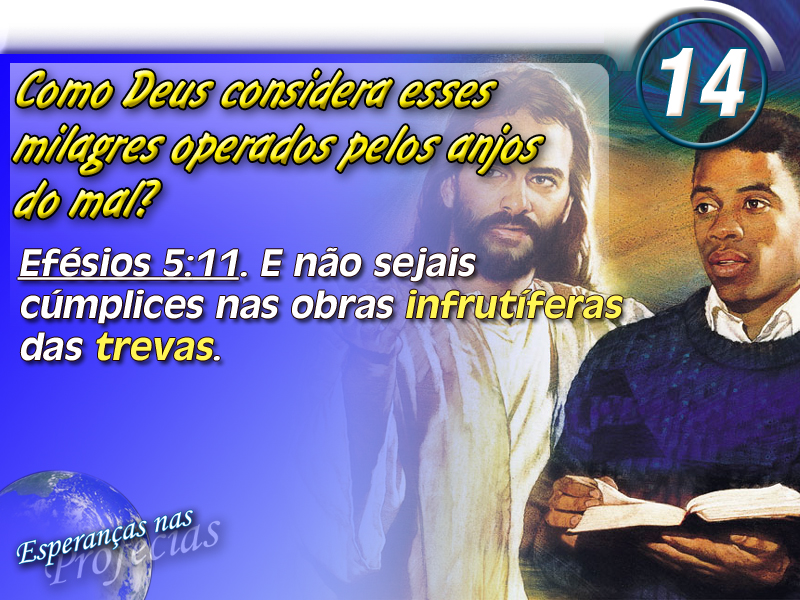 14
Como Deus considera esses
milagres operados pelos anjos
do mal?
Efésios 5:11. E não sejais
cúmplices nas obras infrutíferas
das trevas.
Esperanças nas
Profecias